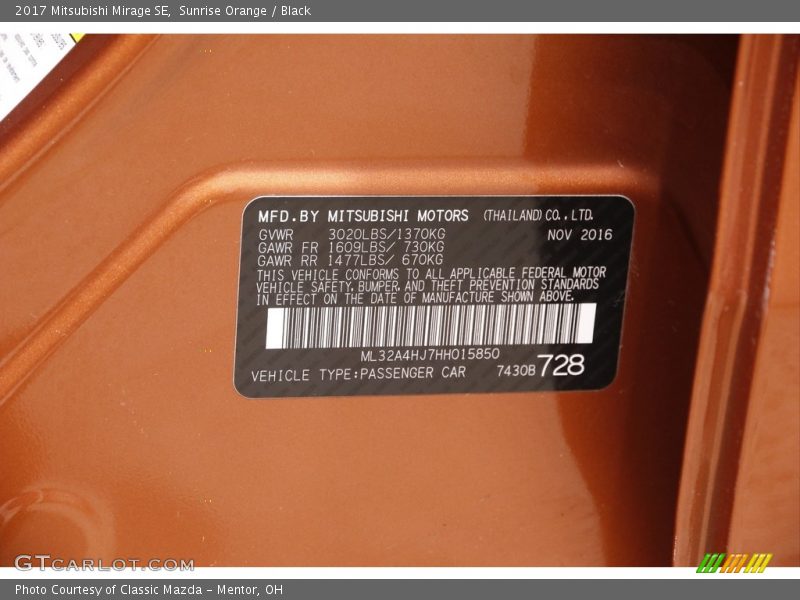 2017 Mitsubishi Mirage SE, Sunrise Orange / Black
MFD.BY MITSUBISHI MOTORS (THAILAND)CO.,LTD.
GVWR 3020LBS/1370KG NOV 2016
GAWR FR 1609LBS/ 730KG
GAWR RR 1477LBS/ 670KG
THIS VEHICLE CONFORMS TO ALL APPLICABLE FEDERAL MOTOR
VEHICLE SAFETY, BUMPER, AND THEFT PREVENTION STANDARDS
IN EFFECT ON THE DATE OF MANUFACTURE SHOWN ABOVE.
ML32A4HJ7HH015850
VEHICLE TYPE:PASSENGER CAR 7430B 728
GTCARLOT.COM
Photo Courtesy of Classic Mazda - Mentor, OH